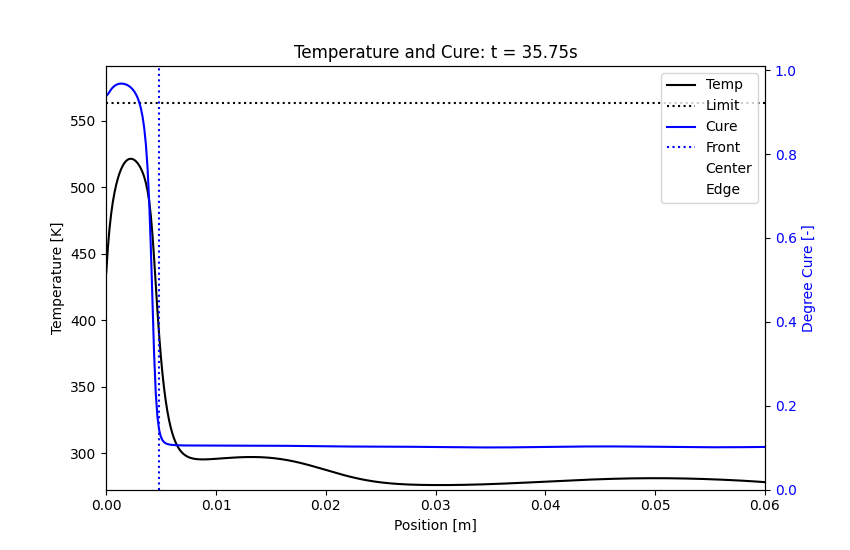 Temperature and Cure: t = 35.75s
Temp
Limit
Cure
Front
Center
Edge
550
500
450
400
350
300
Temperature [K]
1.0
0.8
0.6
0.4
0.2
0.0
Degree Cure [-]
0.00 0.01 0.02 0.03 0.04 0.05 0.06
Position [m]